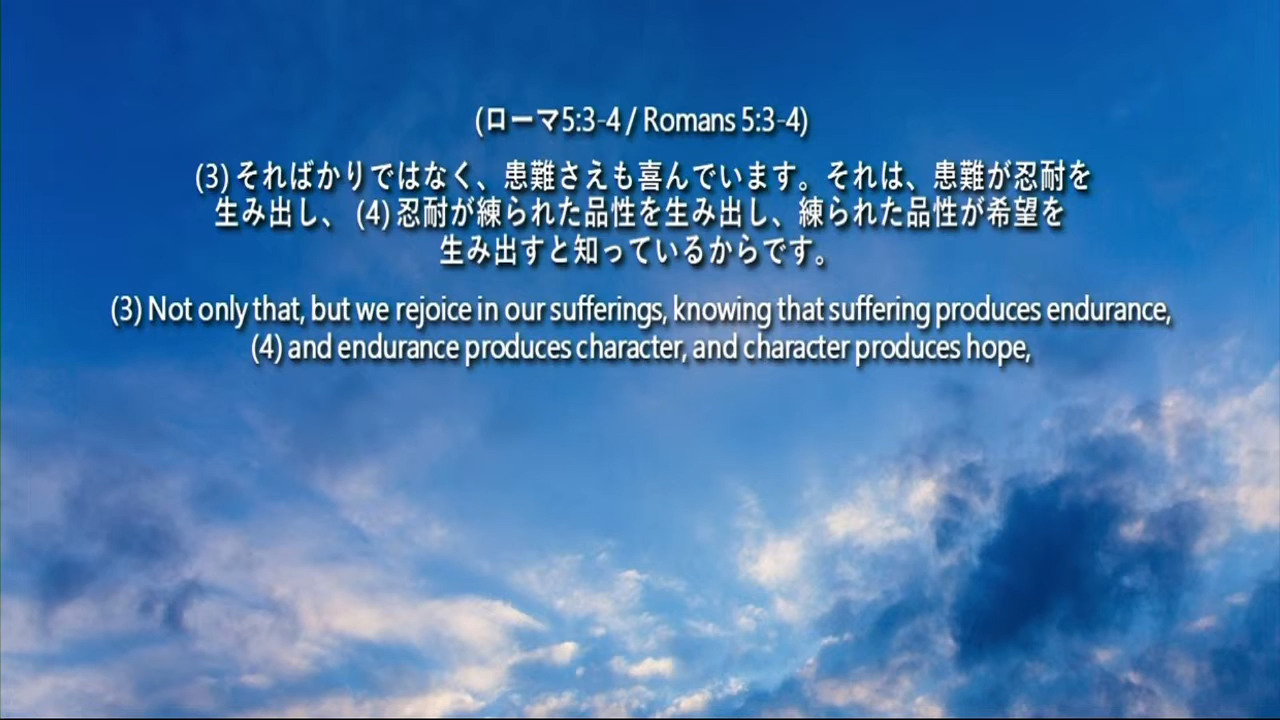 (ローマ5:3-4 / Romans 5:3-4)
(3) そればかりではなく、患難さえも喜んでいます。それは、患難が忍耐を
生み出し、 (4) 忍耐が練られた品性を生み出し、練られた品性が希望を
生み出すと知っているからです。
(3) Not only that, but we rejoice in our sufferings, knowing that suffering produces endurance,
(4) and endurance produces character, and character produces hope,